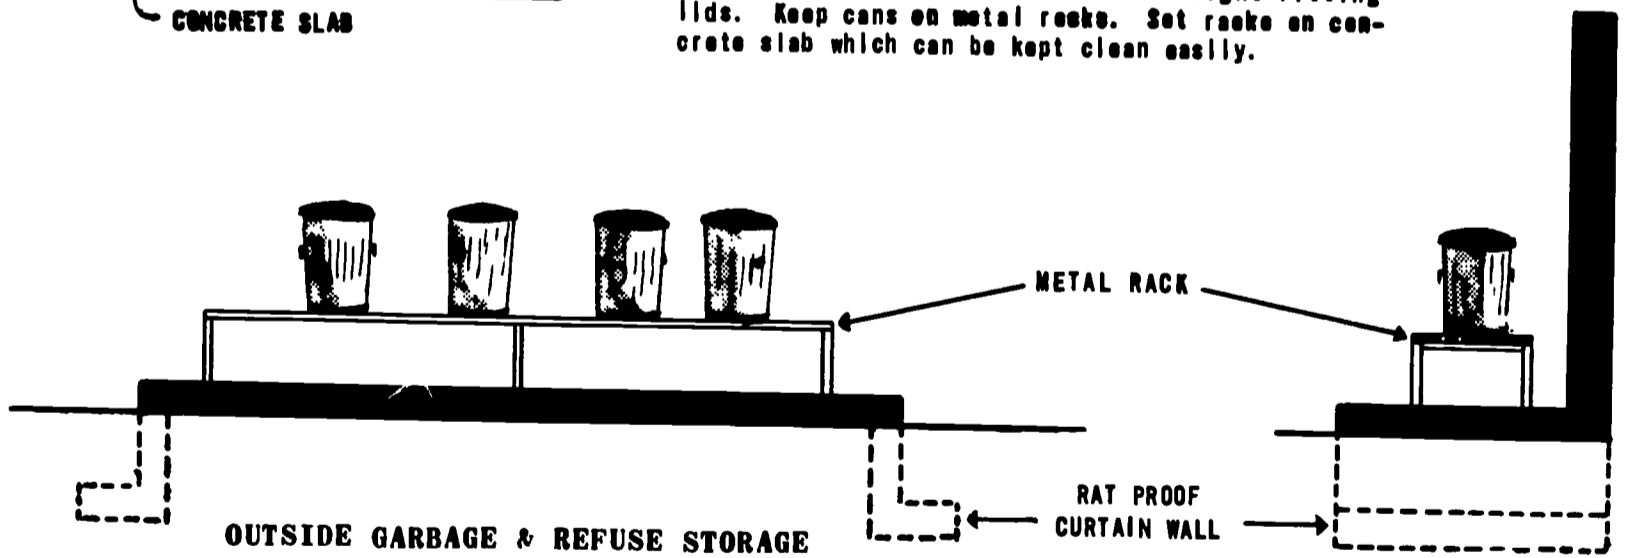 CONCRETE SLAB
lids. Keep cans on metal racks. Set racks on con-
crete slab which can be kept clean easily.
METAL RACK
RAT PROOF
CURTAIN WALL
OUTSIDE GARBAGE & REFUSE STORAGE